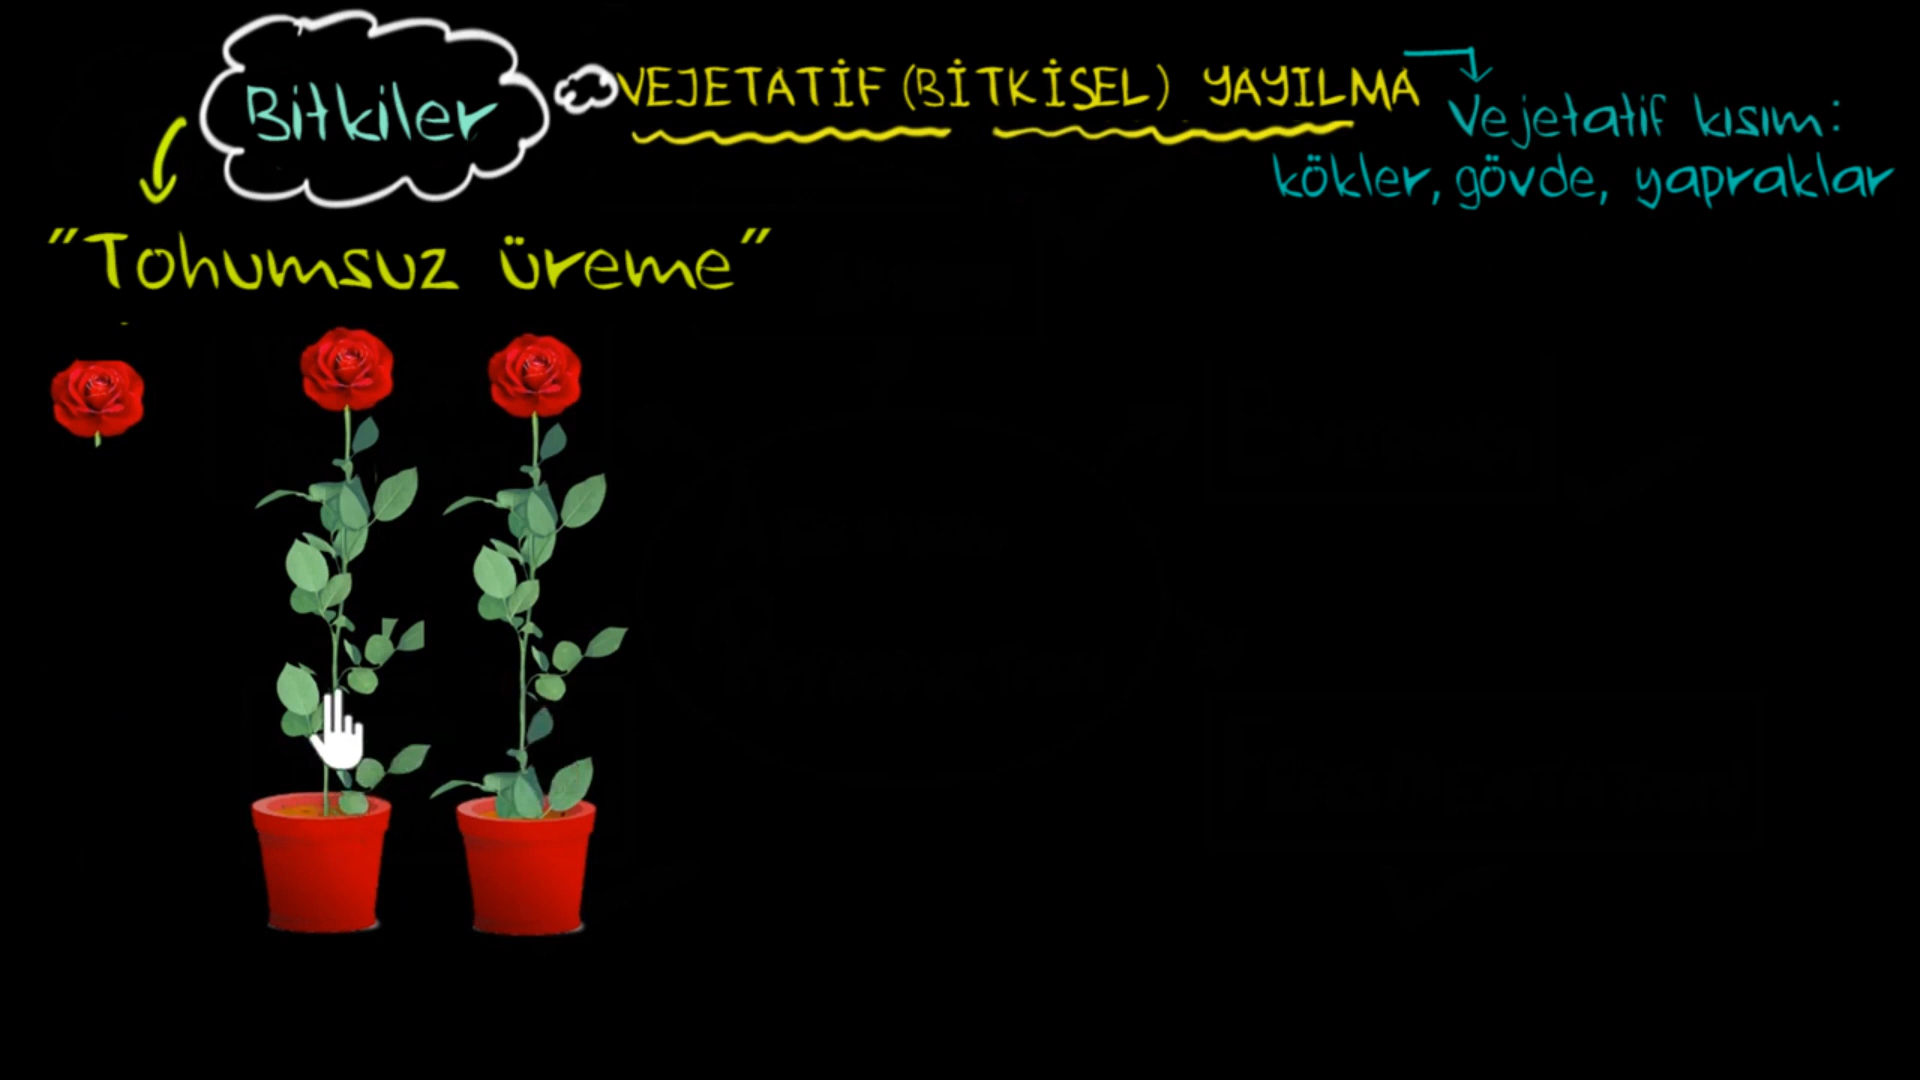 Bitkiler
VEJETATİF (BİTKİSEL) YAYILMA
Vejetatif kısım:
kökler, gövde, yapraklar
"Tohumsuz üreme"